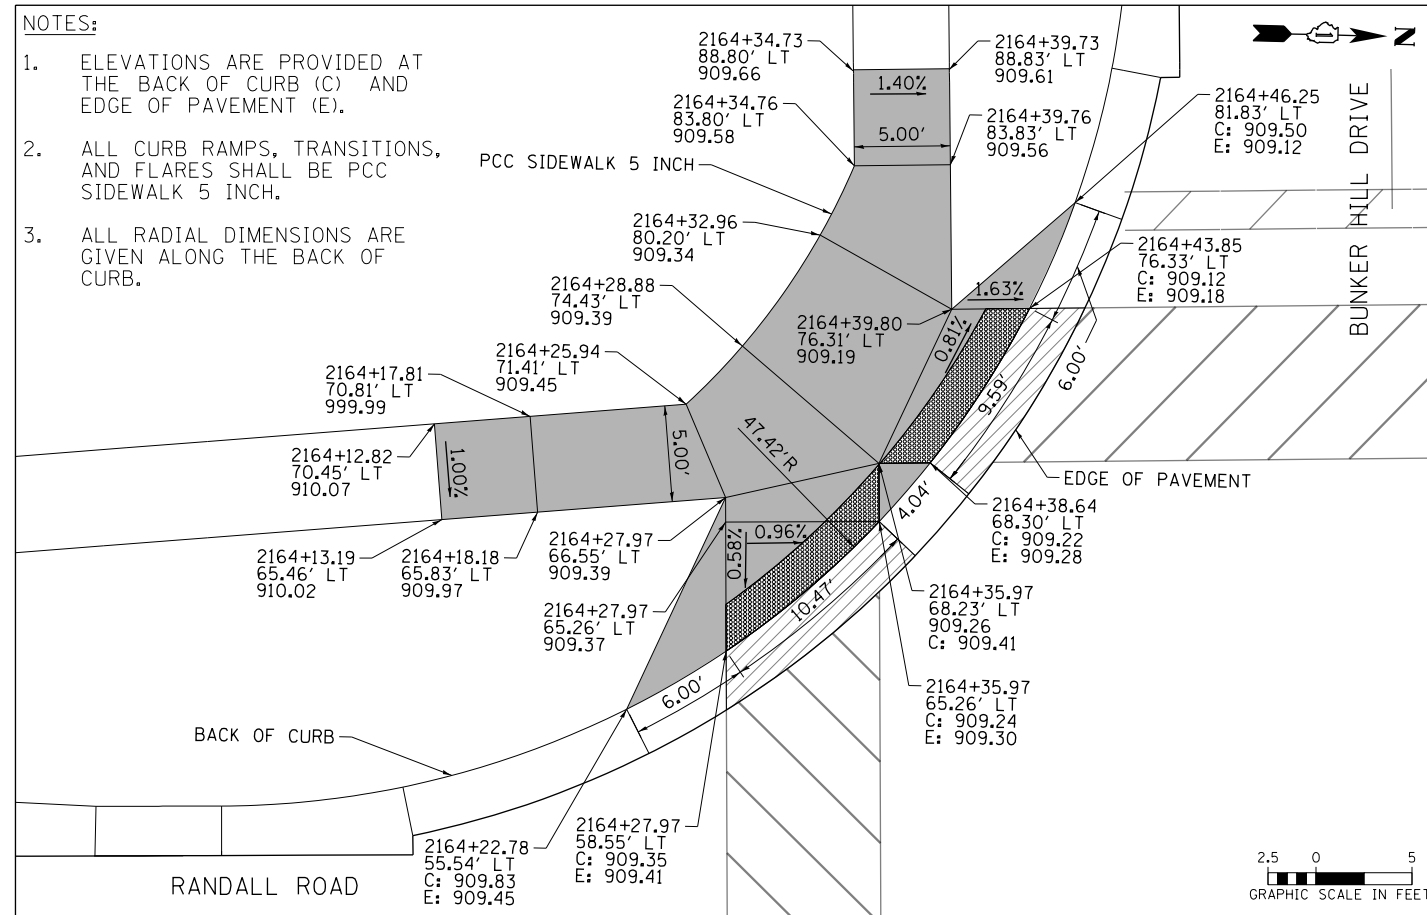 NOTES:
1. ELEVATIONS ARE PROVIDED AT
THE BACK OF CURB (C) AND
EDGE OF PAVEMENT (E).
2. ALL CURB RAMPS, TRANSITIONS,
AND FLARES SHALL BE PCC
SIDEWALK 5 INCH.
3. ALL RADIAL DIMENSIONS ARE
GIVEN ALONG THE BACK OF
CURB.
N
2164+34.73
88.80' LT
909.66
2164+39.73
88.83' LT
909.61
1.40%
2164+34.76
83.80' LT
909.58
5.00'
2164+39.76
83.83' LT
909.56
2164+46.25
81.83' LT
C: 909.50
E: 909.12
BUNKER HILL DRIVE
PCC SIDEWALK 5 INCH
2164+32.96
80.20' LT
909.34
2164+43.85
76.33' LT
C: 909.12
E: 909.18
1.63%
2164+28.88
74.43' LT
909.39
2164+39.80
76.31' LT
909.19
0.81%
6.00'
9.59'
2164+25.94
71.41' LT
909.45
2164+17.81
70.81' LT
999.99
2164+12.82
70.45' LT
910.07
1.00%
5.00'
47.42'R
EDGE OF PAVEMENT
4.04'
2164+38.64
68.30' LT
C: 909.22
E: 909.28
2164+13.19
65.46' LT
910.02
2164+18.18
65.83' LT
909.97
2164+27.97
66.55' LT
909.39
0.96%
0.58%
10.47'
2164+35.97
68.23' LT
909.26
C: 909.41
2164+27.97
65.26' LT
909.37
2164+35.97
65.26' LT
C: 909.24
E: 909.30
6.00'
BACK OF CURB
2164+22.78
55.54' LT
C: 909.83
E: 909.45
2164+27.97
58.55' LT
C: 909.35
E: 909.41
RANDALL ROAD
2.5 0 5
GRAPHIC SCALE IN FEET